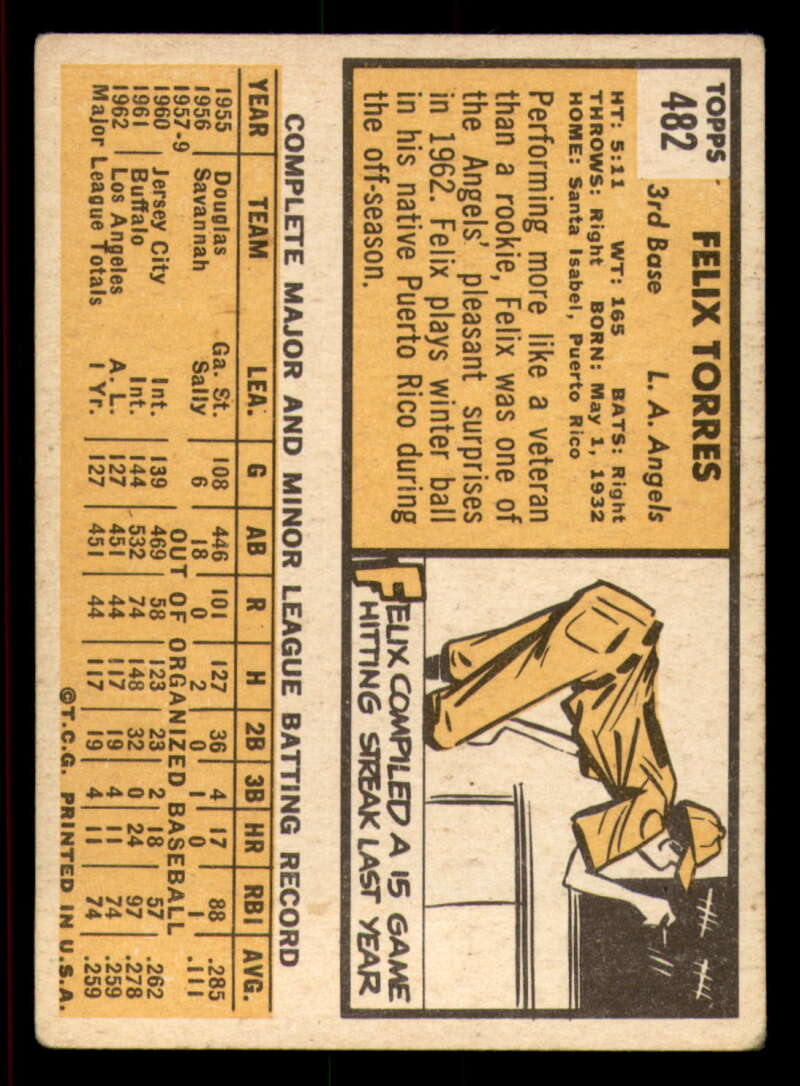 TOPPS
482
FELIX TORRES
3rd Base L. A. Angels
HT: 5:11 WT: 165 BATS: Right
THROWS: Right BORN: May 1, 1932
HOME: Santa Isabel, Puerto Rico
Performing more like a veteran
than a rookie, Felix was one of
the Angels' pleasant surprises
in 1962. Felix plays winter ball
in his native Puerto Rico during
the off-season.
FELIX COMPILED A 15 GAME
HITTING STREAK LAST YEAR
COMPLETE MAJOR AND MINOR LEAGUE BATTING RECORD
YEAR TEAM LEA. G AB R H 2B 3B HR RBI AVG.
1955 Douglas Ga. St. 108 446 101 127 36 4 17 88 .285
1956 Savannah Sally 6 18 0 2 0 1 0 1 .111
1957-9 OUT OF ORGANIZED BASEBALL
1960 Jersey City Int. 139 469 58 123 23 2 18 57 .262
1961 Buffalo Int. 144 532 74 148 32 0 24 97 .278
1962 Los Angeles A. L. 127 451 44 117 19 4 11 74 .259
Major League Totals 1 Yr. 127 451 44 117 19 4 11 74 .259
©T.C.G. PRINTED IN U.S.A.